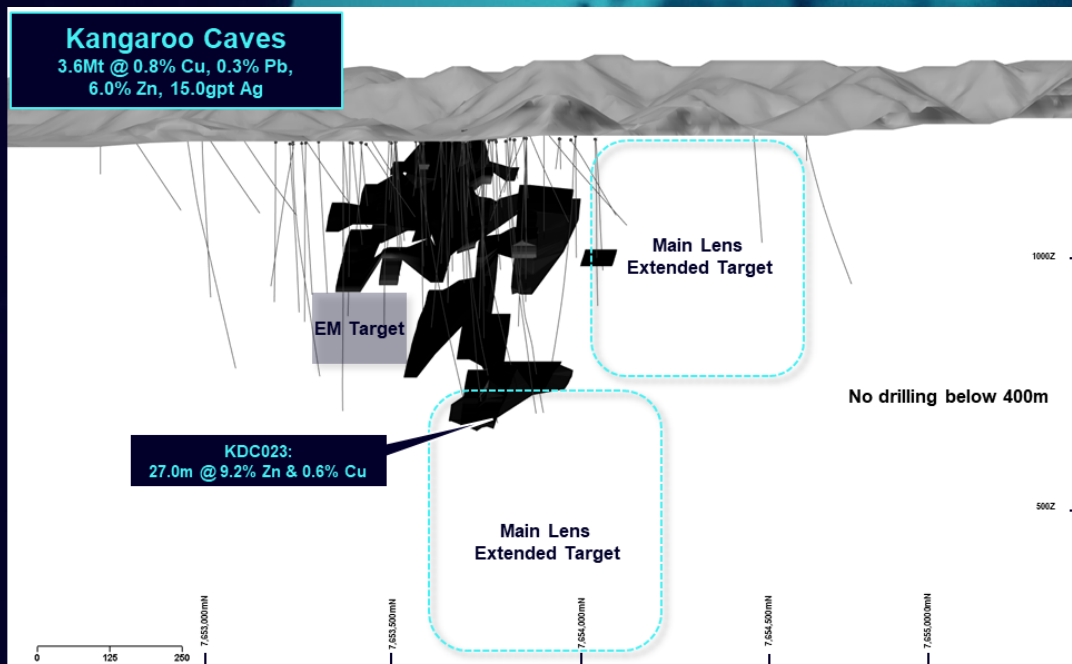 Kangaroo Caves
3.6Mt @ 0.8% Cu, 0.3% Pb,
6.0% Zn, 15.0gpt Ag
Main Lens
Extended Target
1000Z
EM Target
No drilling below 400m
KDC023:
27.0m @ 9.2% Zn & 0.6% Cu
500Z
Main Lens
Extended Target
7,653,000mN
7,653,500mN
7,654,000mN
7,654,500mN
7,655,0000mN
0 125 250